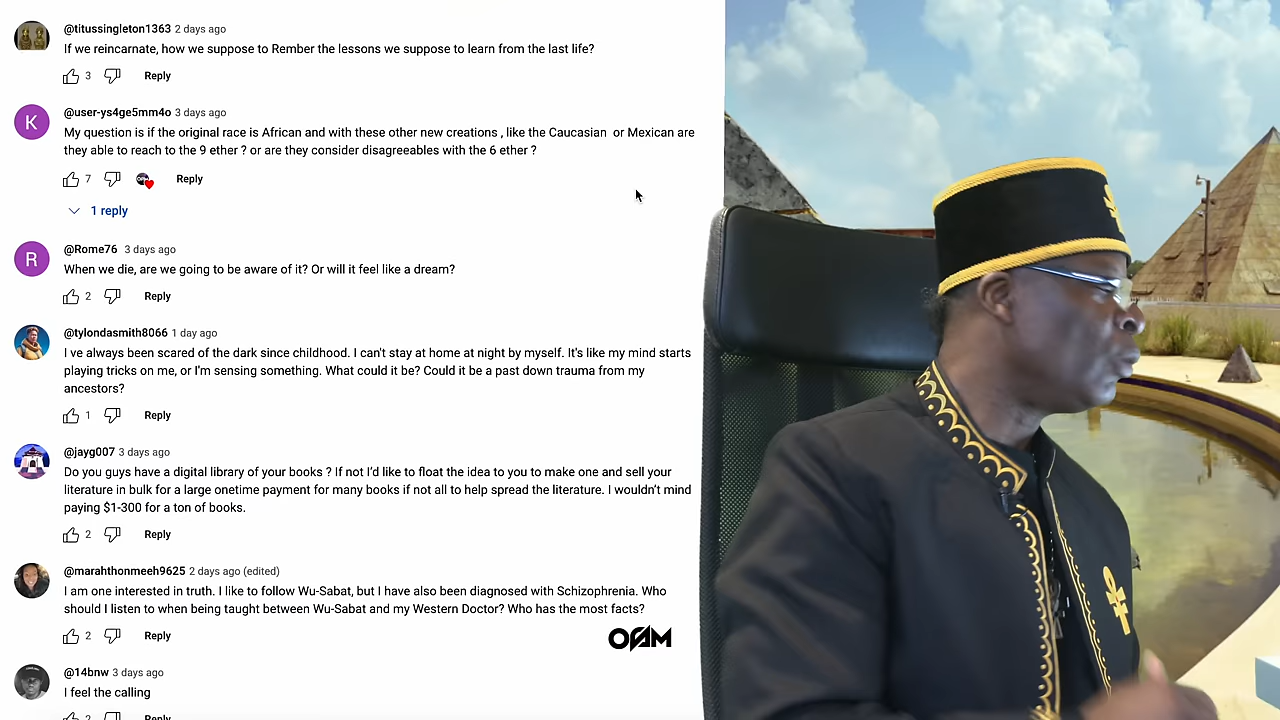 @titussingleton1363 2 days ago
If we reincarnate, how we suppose to Rember the lessons we suppose to learn from the last life?
3 Reply
K
@user-ys4ge5mm4o 3 days ago
My question is if the original race is African and with these other new creations , like the Caucasian or Mexican are
they able to reach to the 9 ether ? or are they consider disagreeables with the 6 ether ?
7 Reply
1 reply
R
@Rome76 3 days ago
When we die, are we going to be aware of it? Or will it feel like a dream?
2 Reply
@tylondasmith8066 1 day ago
I ve always been scared of the dark since childhood. I can't stay at home at night by myself. It's like my mind starts
playing tricks on me, or I'm sensing something. What could it be? Could it be a past down trauma from my
ancestors?
1 Reply
@jayg007 3 days ago
Do you guys have a digital library of your books ? If not I'd like to float the idea to you to make one and sell your
literature in bulk for a large onetime payment for many books if not all to help spread the literature. I wouldn't mind
paying $1-300 for a ton of books.
2 Reply
@marahthonmeeh9625 2 days ago (edited)
I am one interested in truth. I like to follow Wu-Sabat, but I have also been diagnosed with Schizophrenia. Who
should I listen to when being taught between Wu-Sabat and my Western Doctor? Who has the most facts?
2 Reply
@14bnw 3 days ago
I feel the calling
2 Reply